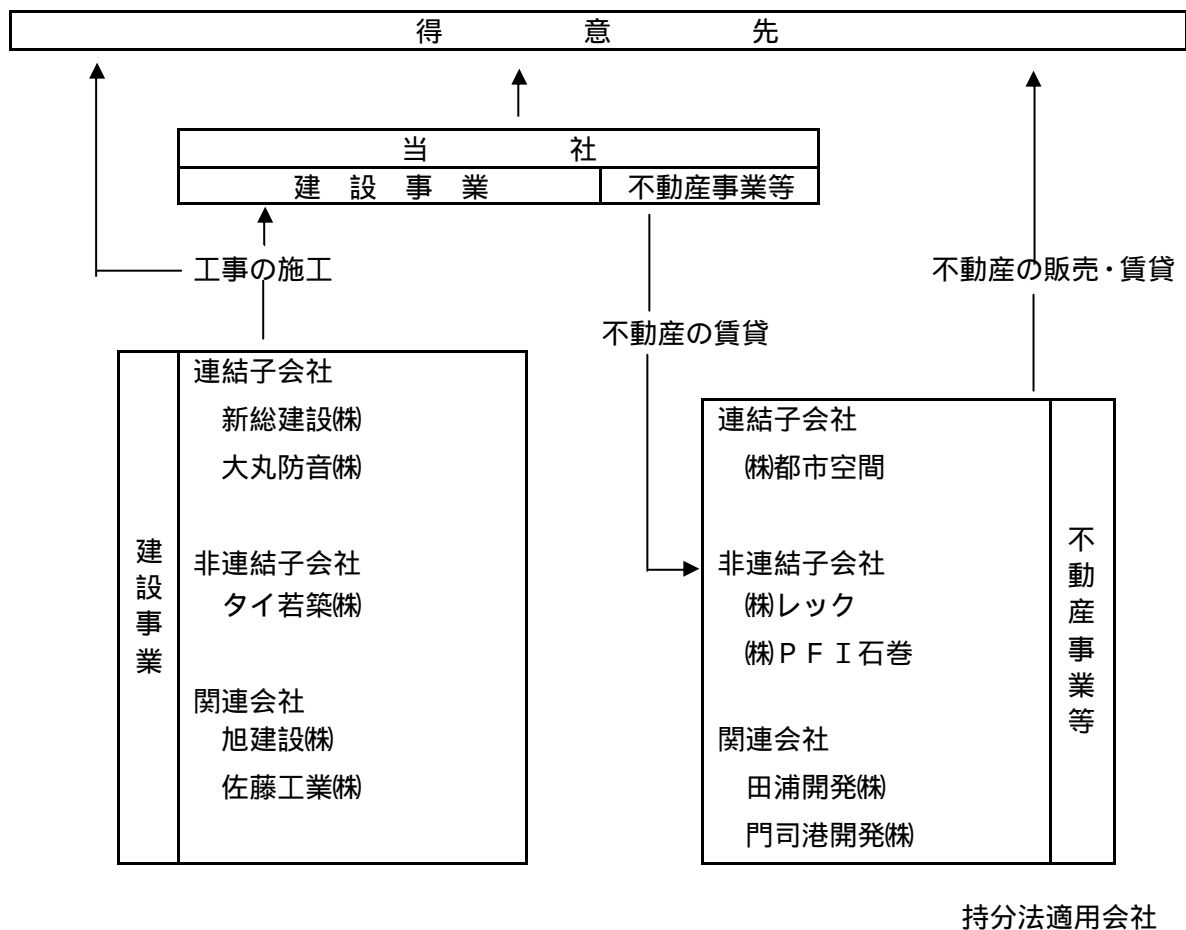 得意先
当社
建設事業
不動産事業等
工事の施工
不動産の販売・賃貸
不動産の賃貸
連結子会社
新総建設㈱
大丸防音㈱
非連結子会社
タイ若築㈱
関連会社
旭建設㈱
佐藤工業㈱
建設事業
連結子会社
㈱都市空間
非連結子会社
㈱レック
㈱ＰＦＩ石巻
関連会社
田浦開発㈱
門司港開発㈱
不動産事業等
持分法適用会社